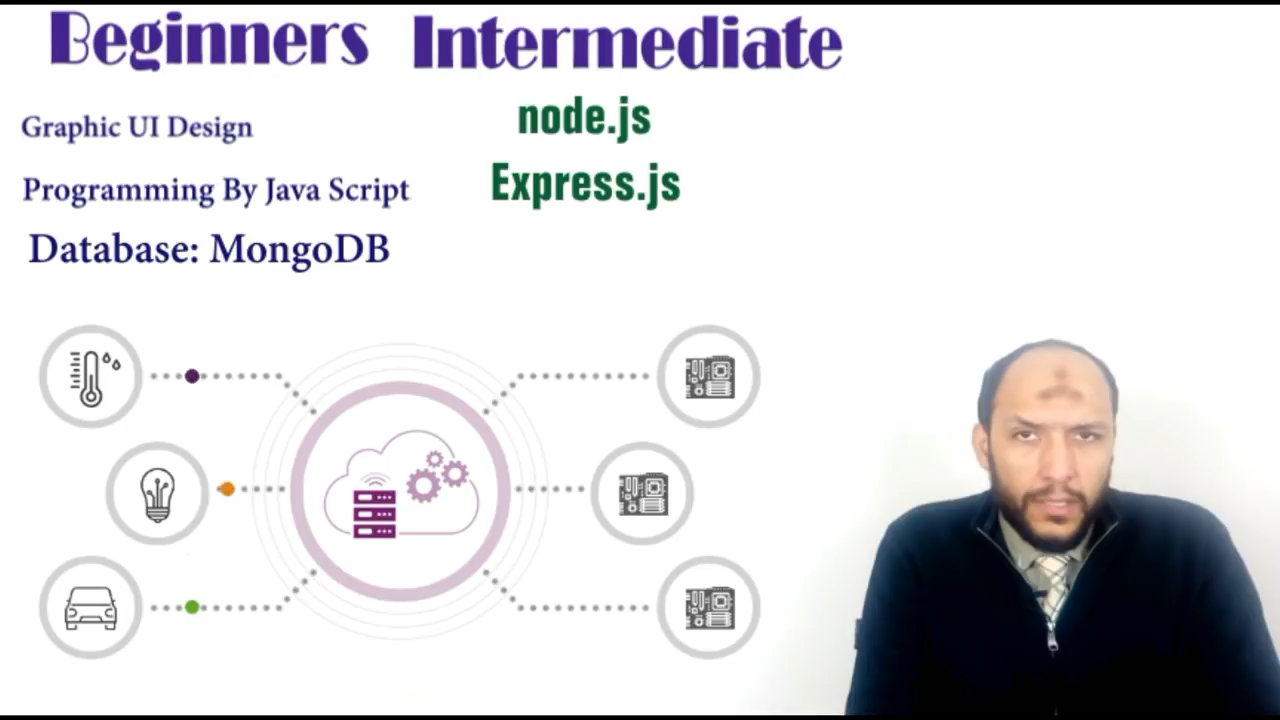 Beginners
Graphic UI Design
Programming By Java Script
Database: MongoDB
Intermediate
node.js
Express.js